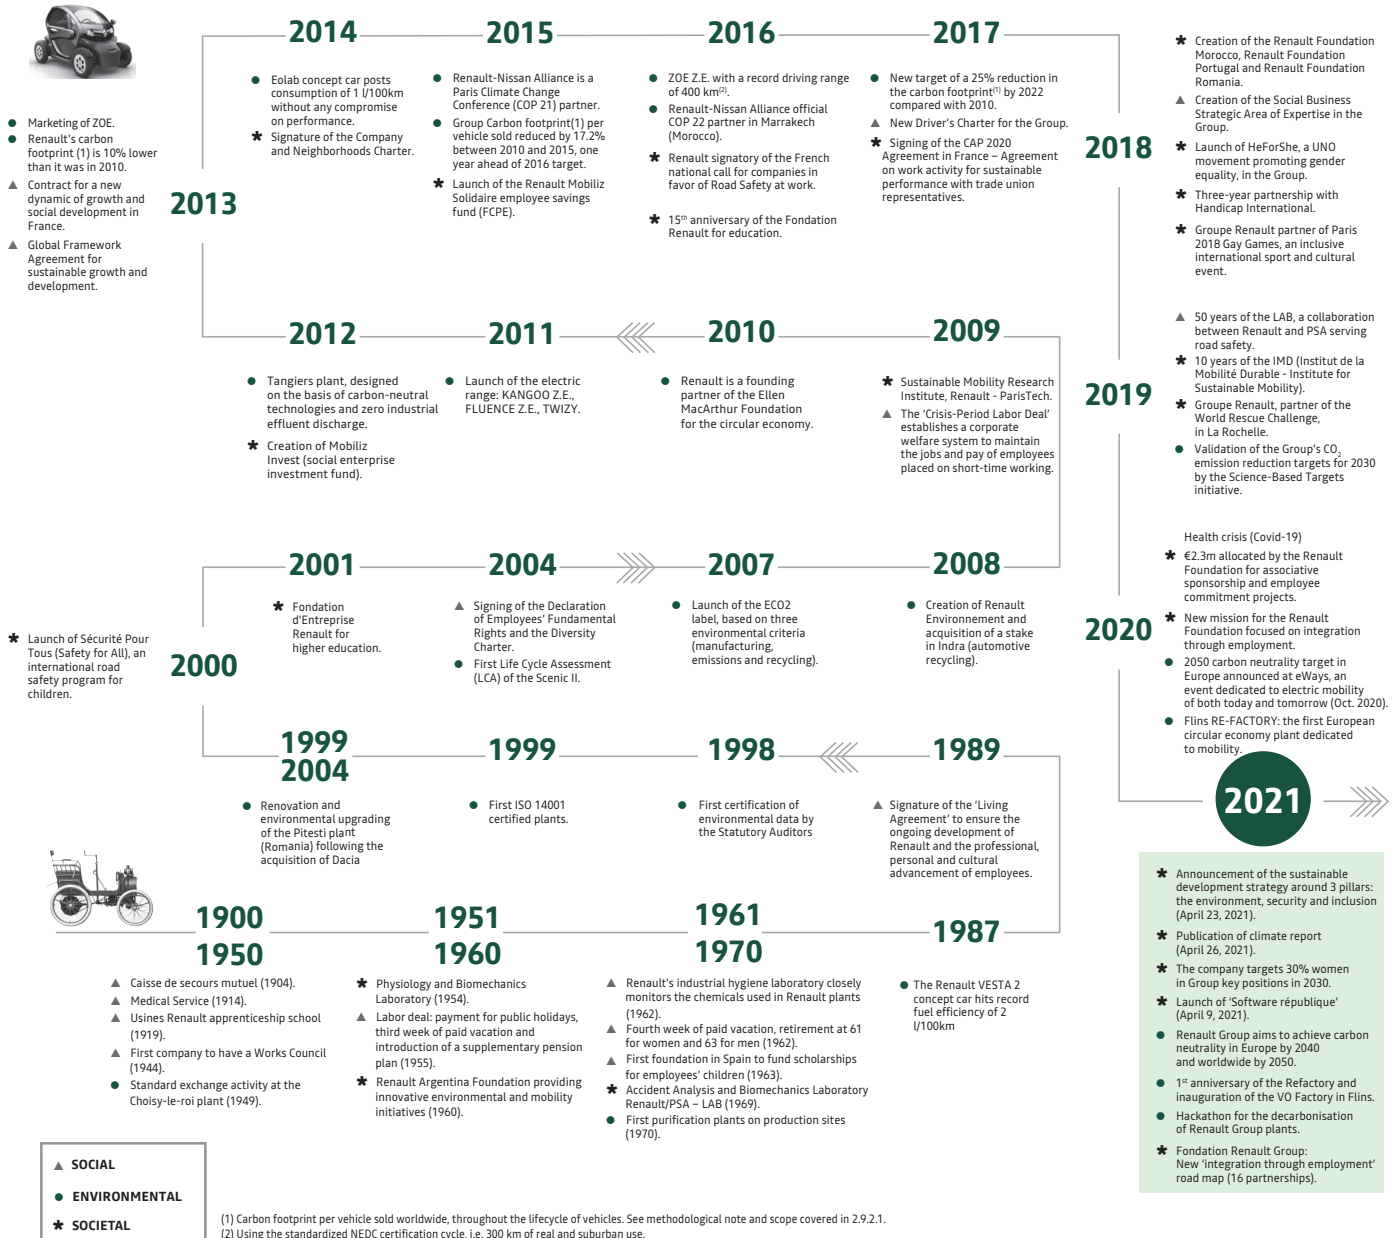 2014
2015
2016
2017
Eolab concept car posts
consumption of 1 l/100km
without any compromise
on performance.
Signature of the Company
and Neighborhoods Charter.
Renault-Nissan Alliance is a
Paris Climate Change
Conference (COP 21) partner.
Group Carbon footprint(1) per
vehicle sold reduced by 17.2%
between 2010 and 2015, one
year ahead of 2016 target.
Launch of the Renault Mobiliz
Solidaire employee savings
fund (FCPE).
ZOE Z.E. with a record driving range
of 400 km(2).
Renault-Nissan Alliance official
COP 22 partner in Marrakech
(Morocco).
Renault signatory of the French
national call for companies in
favor of Road Safety at work.
15th anniversary of the Fondation
Renault for education.
New target of a 25% reduction in
the carbon footprint(1) by 2022
compared with 2010.
New Driver's Charter for the Group.
Signing of the CAP 2020
Agreement in France – Agreement
on work activity for sustainable
performance with trade union
representatives.
2018
Creation of the Renault Foundation
Morocco, Renault Foundation
Portugal and Renault Foundation
Romania.
Creation of the Social Business
Strategic Area of Expertise in the
Group.
Launch of HeForShe, a UNO
movement promoting gender
equality, in the Group.
Three-year partnership with
Handicap International.
Groupe Renault partner of Paris
2018 Gay Games, an inclusive
international sport and cultural
event.
2013
Marketing of ZOE.
Renault's carbon
footprint (1) is 10% lower
than it was in 2010.
Contract for a new
dynamic of growth and
social development in
France.
Global Framework
Agreement for
sustainable growth and
development.
2012
2011
2010
2009
Tangiers plant, designed
on the basis of carbon-neutral
technologies and zero industrial
effluent discharge.
Creation of Mobiliz
Invest (social enterprise
investment fund).
Launch of the electric
range: KANGOO Z.E.,
FLUENCE Z.E., TWIZY.
Renault is a founding
partner of the Ellen
MacArthur Foundation
for the circular economy.
Sustainable Mobility Research
Institute, Renault - ParisTech.
The 'Crisis-Period Labor Deal'
establishes a corporate
welfare system to maintain
the jobs and pay of employees
placed on short-time working.
2019
50 years of the LAB, a collaboration
between Renault and PSA serving
road safety.
10 years of the IMD (Institut de la
Mobilité Durable - Institute for
Sustainable Mobility).
Groupe Renault, partner of the
World Rescue Challenge,
in La Rochelle.
Validation of the Group's CO2
emission reduction targets for 2030
by the Science-Based Targets
initiative.
2001
2004
2007
2008
Fondation
d'Entreprise
Renault for
higher education.
Signing of the Declaration
of Employees' Fundamental
Rights and the Diversity
Charter.
First Life Cycle Assessment
(LCA) of the Scenic II.
Launch of the ECO2
label, based on three
environmental criteria
(manufacturing,
emissions and recycling).
Creation of Renault
Environnement and
acquisition of a stake
in Indra (automotive
recycling).
2020
Health crisis (Covid-19)
€2.3m allocated by the Renault
Foundation for associative
sponsorship and employee
commitment projects.
New mission for the Renault
Foundation focused on integration
through employment.
2050 carbon neutrality target in
Europe announced at eWays, an
event dedicated to electric mobility
of both today and tomorrow (Oct. 2020).
Flins RE-FACTORY: the first European
circular economy plant dedicated
to mobility.
2000
Launch of Sécurité Pour
Tous (Safety for All), an
international road
safety program for
children.
1999
2004
1999
1998
1989
Renovation and
environmental upgrading
of the Pitesti plant
(Romania) following the
acquisition of Dacia
First ISO 14001
certified plants.
First certification of
environmental data by
the Statutory Auditors
Signature of the 'Living
Agreement' to ensure the
ongoing development of
Renault and the professional,
personal and cultural
advancement of employees.
2021
Announcement of the sustainable
development strategy around 3 pillars:
the environment, security and inclusion
(April 23, 2021).
Publication of climate report
(April 26, 2021).
The company targets 30% women
in Group key positions in 2030.
Launch of 'Software république'
(April 9, 2021).
Renault Group aims to achieve carbon
neutrality in Europe by 2040
and worldwide by 2050.
1st anniversary of the Refactory and
inauguration of the VO Factory in Flins.
Hackathon for the decarbonisation
of Renault Group plants.
Fondation Renault Group:
New 'integration through employment'
road map (16 partnerships).
1900
1950
1951
1960
1961
1970
1987
Caisse de secours mutuel (1904).
Medical Service (1914).
Usines Renault apprenticeship school
(1919).
First company to have a Works Council
(1944).
Standard exchange activity at the
Choisy-le-roi plant (1949).
Physiology and Biomechanics
Laboratory (1954).
Labor deal: payment for public holidays,
third week of paid vacation and
introduction of a supplementary pension
plan (1955).
Renault Argentina Foundation providing
innovative environmental and mobility
initiatives (1960).
Renault's industrial hygiene laboratory closely
monitors the chemicals used in Renault plants
(1962).
Fourth week of paid vacation, retirement at 61
for women and 63 for men (1962).
First foundation in Spain to fund scholarships
for employees' children (1963).
Accident Analysis and Biomechanics Laboratory
Renault/PSA – LAB (1969).
First purification plants on production sites
(1970).
The Renault VESTA 2
concept car hits record
fuel efficiency of 2
l/100km
SOCIAL
ENVIRONMENTAL
SOCIETAL
(1) Carbon footprint per vehicle sold worldwide, throughout the lifecycle of vehicles. See methodological note and scope covered in 2.9.2.1.
(2) Using the standardized NEDC certification cycle, i.e. 300 km of real and suburban use.